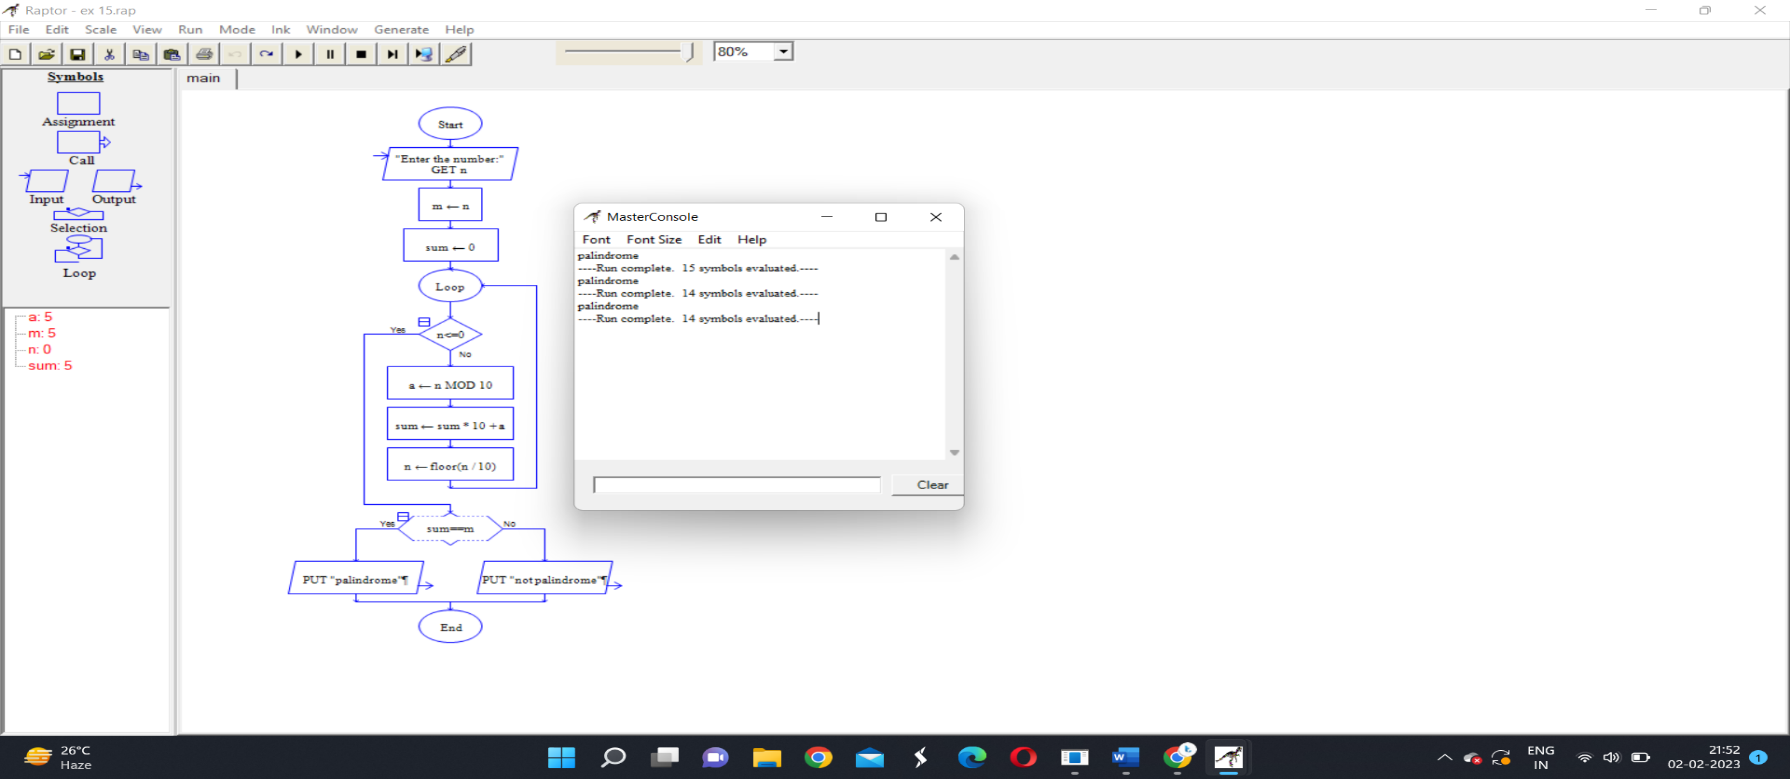 Raptor - ex 15.rap
File Edit Scale View Run Mode Ink Window Generate Help
80%
Symbols
Assignment
Call
Input Output
Selection
Loop
a: 5
m: 5
n: 0
sum: 5
main
Start
"Enter the number:"
GET n
m ← n
sum ← 0
Loop
Yes
n<=0
No
a ← n MOD 10
sum ← sum * 10 + a
n ← floor(n / 10)
Yes
sum==m
No
PUT "palindrome"¶
PUT "not palindrome"¶
End
MasterConsole
Font Font Size Edit Help
palindrome
----Run complete. 15 symbols evaluated.----
palindrome
----Run complete. 14 symbols evaluated.----
palindrome
----Run complete. 14 symbols evaluated.----
Clear
26°C
Haze
ENG
IN
21:52
02-02-2023
1